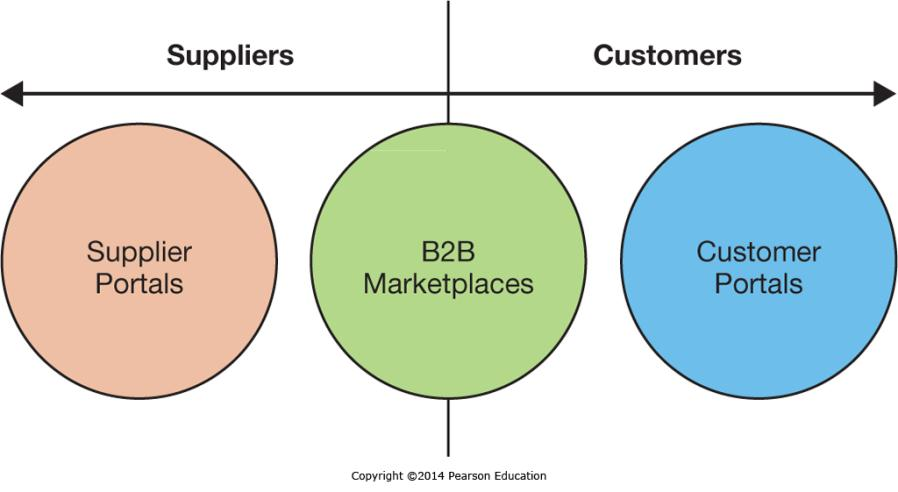 Suppliers
Customers
Supplier
Portals
B2B
Marketplaces
Customer
Portals
Copyright ©2014 Pearson Education